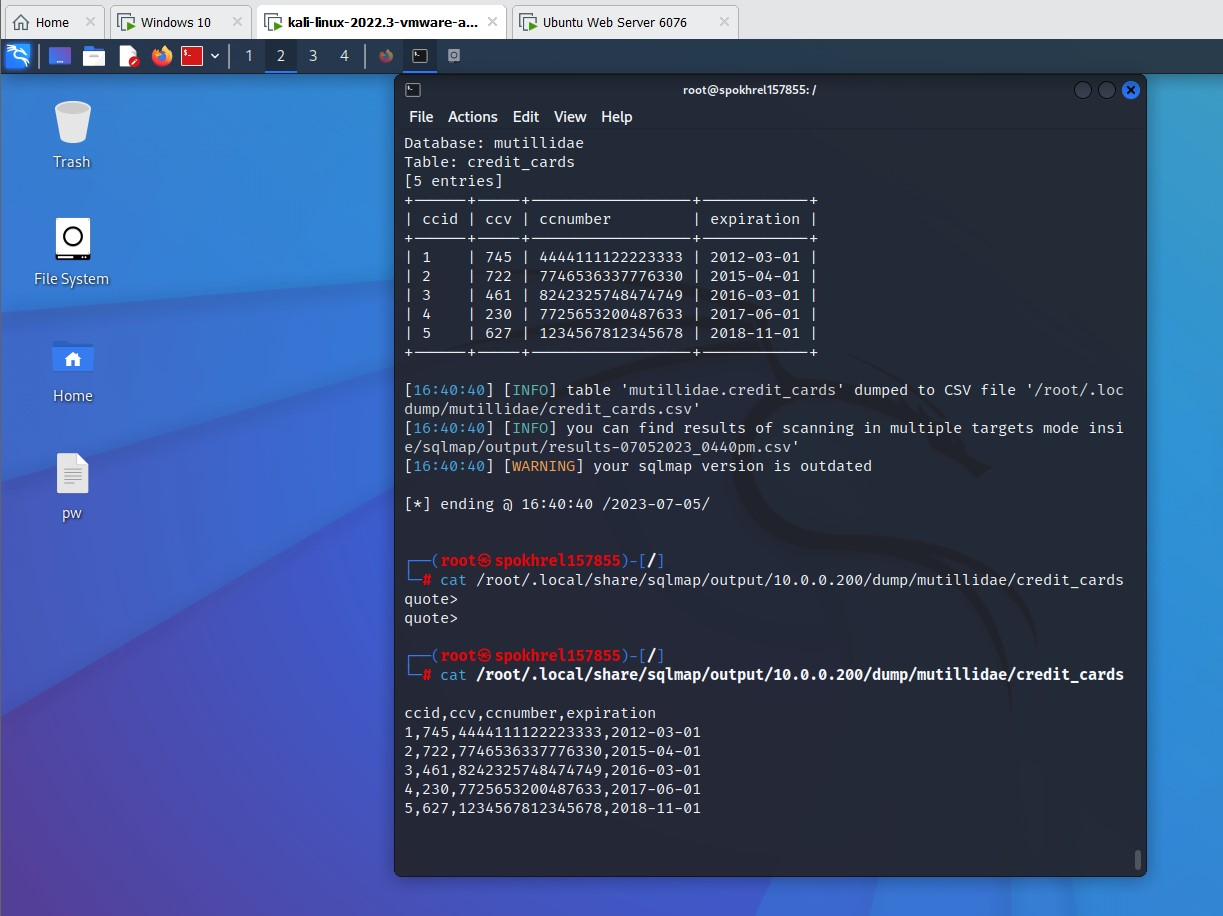 Home
Windows 10
kali-linux-2022.3-vmware-a...
Ubuntu Web Server 6076
1 2 3 4
root@spokhrel157855: /
File Actions Edit View Help
Trash
File System
Home
pw
Database: mutillidae
Table: credit_cards
[5 entries]
+------+-----+------------------+------------+
| ccid | ccv | ccnumber         | expiration |
+------+-----+------------------+------------+
| 1    | 745 | 4444111122223333 | 2012-03-01 |
| 2    | 722 | 7746536337776330 | 2015-04-01 |
| 3    | 461 | 8242325748474749 | 2016-03-01 |
| 4    | 230 | 7725653200487633 | 2017-06-01 |
| 5    | 627 | 1234567812345678 | 2018-11-01 |
+------+-----+------------------+------------+
[16:40:40] [INFO] table 'mutillidae.credit_cards' dumped to CSV file '/root/.loc
dump/mutillidae/credit_cards.csv'
[16:40:40] [INFO] you can find results of scanning in multiple targets mode insi
e/sqlmap/output/results-07052023_0440pm.csv'
[16:40:40] [WARNING] your sqlmap version is outdated
[*] ending @ 16:40:40 /2023-07-05/
┌──(root㉿spokhrel157855)-[/]
└─# cat /root/.local/share/sqlmap/output/10.0.0.200/dump/mutillidae/credit_cards
quote>
quote>
┌──(root㉿spokhrel157855)-[/]
└─# cat /root/.local/share/sqlmap/output/10.0.0.200/dump/mutillidae/credit_cards
ccid,ccv,ccnumber,expiration
1,745,4444111122223333,2012-03-01
2,722,7746536337776330,2015-04-01
3,461,8242325748474749,2016-03-01
4,230,7725653200487633,2017-06-01
5,627,1234567812345678,2018-11-01